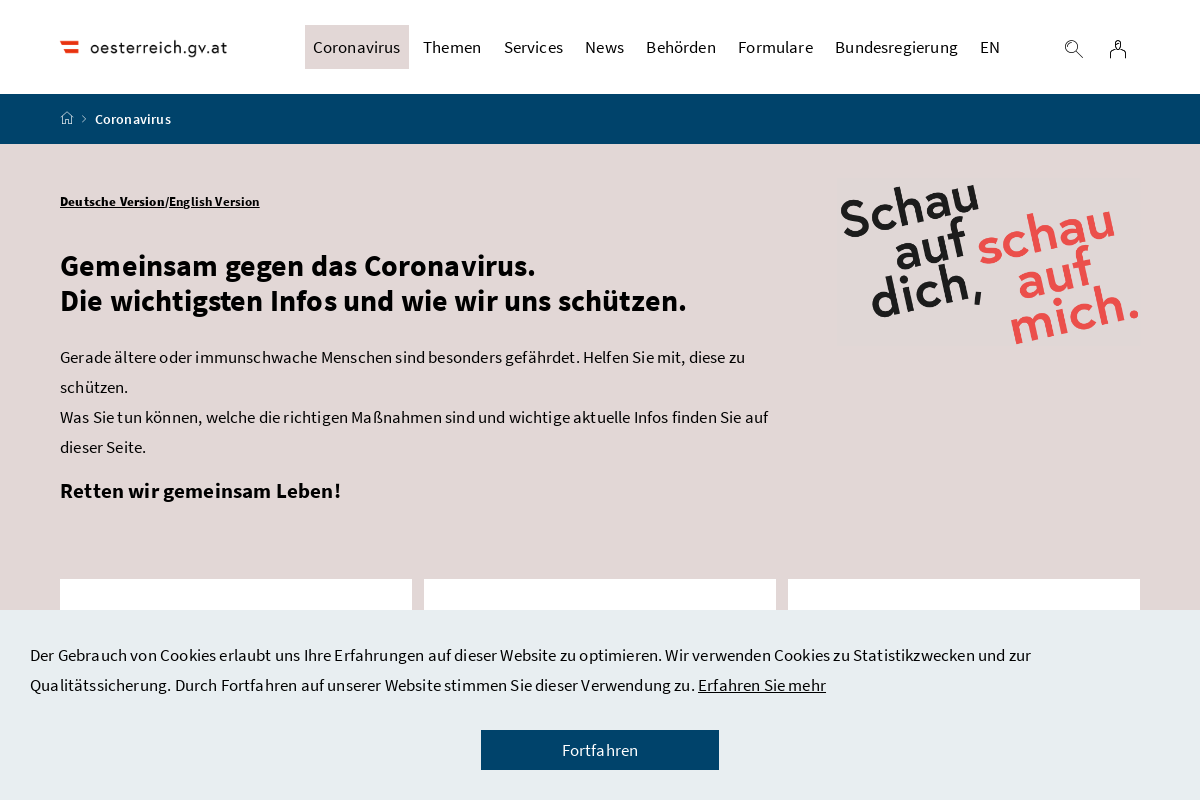 oesterreich.gv.at
Coronavirus Themen Services News Behörden Formulare Bundesregierung EN
Coronavirus
Deutsche Version/English Version
Schau
auf
dich,
schau
auf
mich.
Gemeinsam gegen das Coronavirus.
Die wichtigsten Infos und wie wir uns schützen.
Gerade ältere oder immunschwache Menschen sind besonders gefährdet. Helfen Sie mit, diese zu
schützen.
Was Sie tun können, welche die richtigen Maßnahmen sind und wichtige aktuelle Infos finden Sie auf
dieser Seite.
Retten wir gemeinsam Leben!
Der Gebrauch von Cookies erlaubt uns Ihre Erfahrungen auf dieser Website zu optimieren. Wir verwenden Cookies zu Statistikzwecken und zur
Qualitätssicherung. Durch Fortfahren auf unserer Website stimmen Sie dieser Verwendung zu. Erfahren Sie mehr
Fortfahren